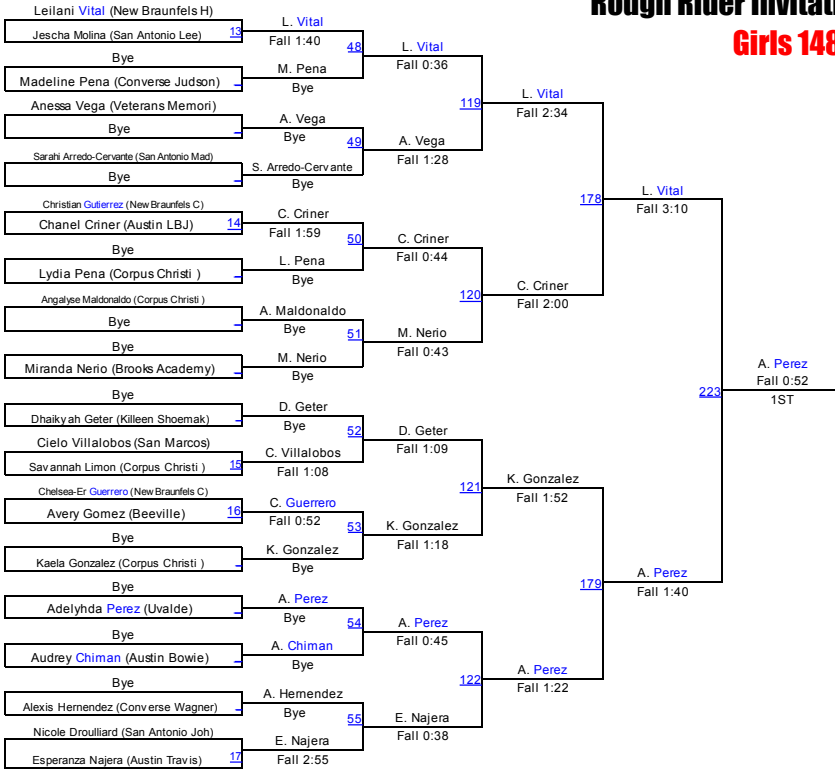 Rough Rider Invitati
Girls 148
Leilani Vital (New Braunfels H)
Jescha Molina (San Antonio Lee)
13
L. Vital
Fall 1:40
Bye
Madeline Pena (Converse Judson)
M. Pena
Bye
48
L. Vital
Fall 0:36
Anessa Vega (Veterans Memori)
Bye
A. Vega
Bye
Sarahi Arredo-Cervante (San Antonio Mad)
Bye
S. Arredo-Cervante
Bye
49
A. Vega
Fall 1:28
119
L. Vital
Fall 2:34
Christian Gutierrez (New Braunfels C)
Chanel Criner (Austin LBJ)
14
C. Criner
Fall 1:59
Bye
Lydia Pena (Corpus Christi )
L. Pena
Bye
50
C. Criner
Fall 0:44
Angalyse Maldonaldo (Corpus Christi )
Bye
A. Maldonaldo
Bye
Bye
Miranda Nerio (Brooks Academy)
M. Nerio
Bye
51
M. Nerio
Fall 0:43
120
C. Criner
Fall 2:00
178
L. Vital
Fall 3:10
Bye
Dhaikyah Geter (Killeen Shoemak)
D. Geter
Bye
Cielo Villalobos (San Marcos)
Savannah Limon (Corpus Christi )
15
C. Villalobos
Fall 1:08
52
D. Geter
Fall 1:09
Chelsea-Er Guerrero (New Braunfels C)
Avery Gomez (Beeville)
16
C. Guerrero
Fall 0:52
Bye
Kaela Gonzalez (Corpus Christi )
K. Gonzalez
Bye
53
K. Gonzalez
Fall 1:18
121
K. Gonzalez
Fall 1:52
Bye
Adelyhda Perez (Uvalde)
A. Perez
Bye
Bye
Audrey Chiman (Austin Bowie)
A. Chiman
Bye
54
A. Perez
Fall 0:45
Bye
Alexis Hernendez (Converse Wagner)
A. Hernendez
Bye
Nicole Droulliard (San Antonio Joh)
Esperanza Najera (Austin Travis)
17
E. Najera
Fall 2:55
55
E. Najera
Fall 0:38
122
A. Perez
Fall 1:22
179
A. Perez
Fall 1:40
223
A. Perez
Fall 0:52
1ST